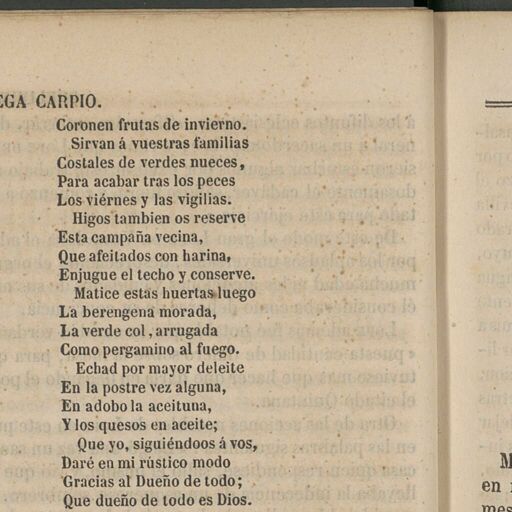 EGA CARPIO.
Coronen frutas de invierno.
Sirvan á vuestras familias
Costales de verdes nueces,
Para acabar tras los peces
Los viérnes y las vigilias.
Higos tambien os reserve
Esta campaña vecina,
Que afeitados con harina,
Enjugue el techo y conserve.
Matice estas huertas luego
La berengena morada,
La verde col, arrugada
Como pergamino al fuego.
Echad por mayor deleite
En la postre vez alguna,
En adobo la aceituna,
Y los quesos en aceite;
Que yo, siguiéndoos á vos,
Daré en mi rústico modo
Gracias al Dueño de todo;
Que dueño de todo es Dios.
M
en
mes